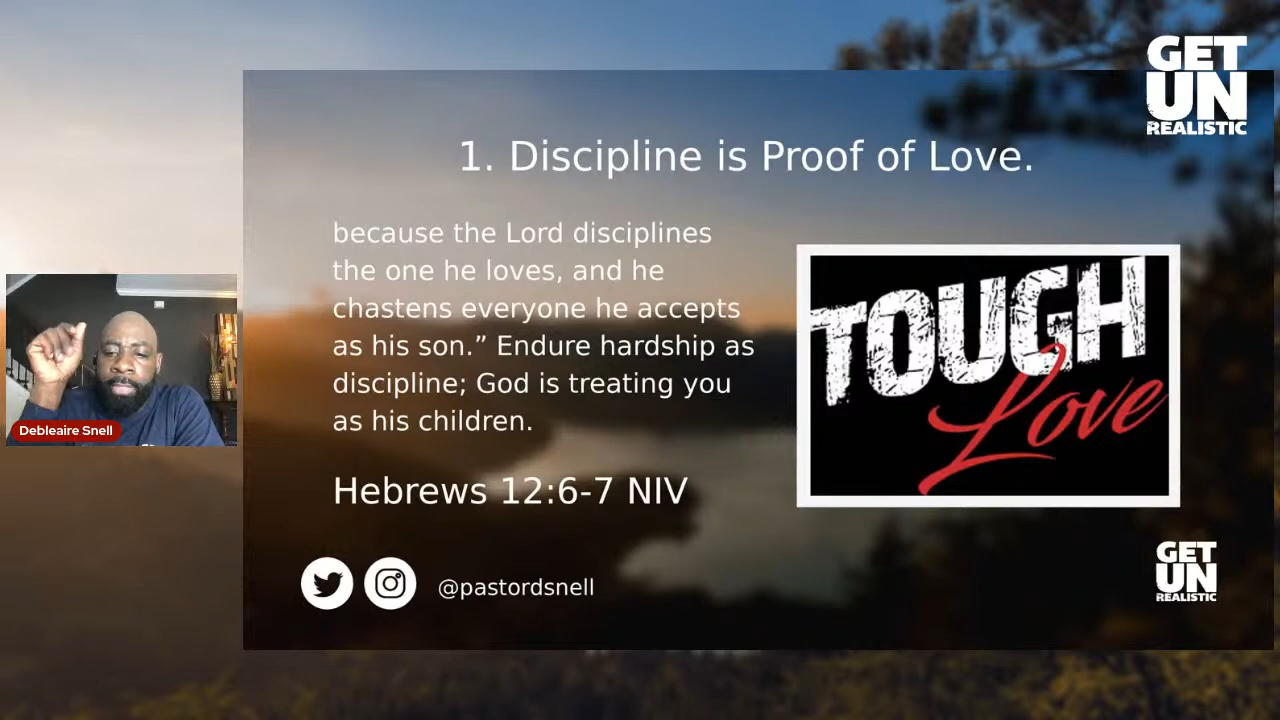 GET
UN
REALISTIC
1. Discipline is Proof of Love.
because the Lord disciplines
the one he loves, and he
chastens everyone he accepts
as his son.” Endure hardship as
discipline; God is treating you
as his children.
Hebrews 12:6-7 NIV
TOUGH
Love
Debleaire Snell
@pastordsnell
GET
UN
REALISTIC